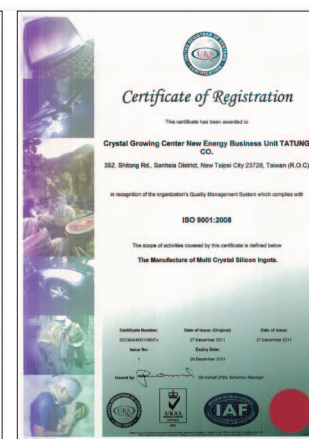 URS
Certificate of Registration
This certificate has been awarded to
Crystal Growing Center New Energy Business Unit TATUNG
CO.
352, Shitong Rd., Sanhsia District, New Taipei City 23728, Taiwan (R.O.C)
in recognition of the organization's Quality Management System which complies with
ISO 9001:2008
The scope of activities covered by this certificate is defined below
The Manufacture of Multi Crystal Silicon Ingots.
Certificate Number:
Date of Issue: (Original)
Date of Issue:
27 December 2011
27 December 2011
Issue No:
Expiry Date:
1
26 December 2014
Issued by:
On behalf of the Schemes Manager
URS
UKAS
IAF